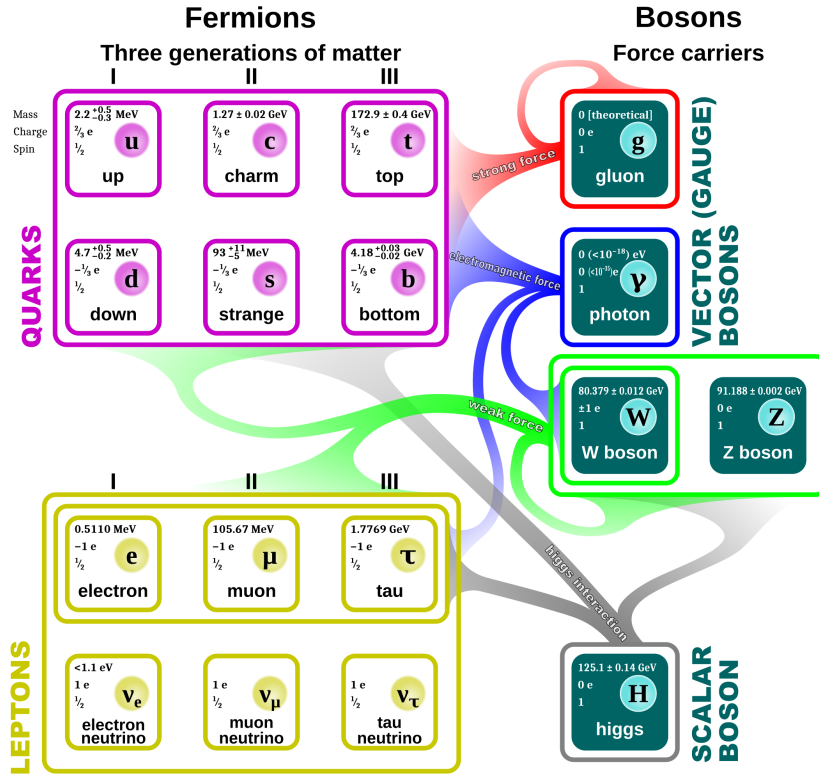 Fermions
Bosons
Three generations of matter
Force carriers
I II III
Mass
Charge
Spin
2.2 +0.5 −0.3 MeV
2/3 e
1/2
u
up
1.27 ± 0.02 GeV
2/3 e
1/2
c
charm
172.9 ± 0.4 GeV
2/3 e
1/2
t
top
strong force
0 [theoretical]
0 e
1
g
gluon
QUARKS
4.7 +0.5 −0.2 MeV
−1/3 e
1/2
d
down
93 +11 −5 MeV
−1/3 e
1/2
s
strange
4.18 +0.03 −0.02 GeV
−1/3 e
1/2
b
bottom
electromagnetic force
0 (<10⁻¹⁸) eV
0 (<10⁻³⁵)e
1
γ
photon
VECTOR (GAUGE)
BOSONS
weak force
80.379 ± 0.012 GeV
±1 e
1
W
W boson
91.188 ± 0.002 GeV
0 e
1
Z
Z boson
I II III
0.5110 MeV
−1 e
1/2
e
electron
105.67 MeV
−1 e
1/2
μ
muon
1.7769 GeV
−1 e
1/2
τ
tau
higgs interaction
LEPTONS
<1.1 eV
1 e
1/2
νe
electron
neutrino
1 e
1/2
νμ
muon
neutrino
1 e
1/2
ντ
tau
neutrino
125.1 ± 0.14 GeV
0 e
1
H
higgs
SCALAR
BOSON